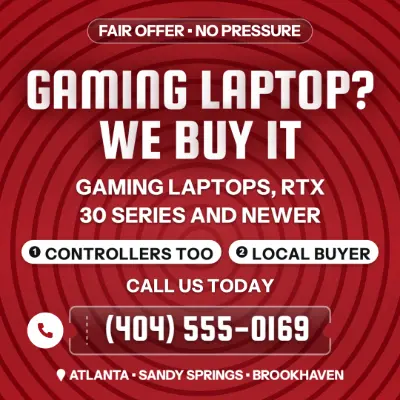 FAIR OFFER • NO PRESSURE
GAMING LAPTOP?
WE BUY IT
GAMING LAPTOPS, RTX
30 SERIES AND NEWER
1 CONTROLLERS TOO 2 LOCAL BUYER
CALL US TODAY
(404) 555-0169
ATLANTA • SANDY SPRINGS • BROOKHAVEN